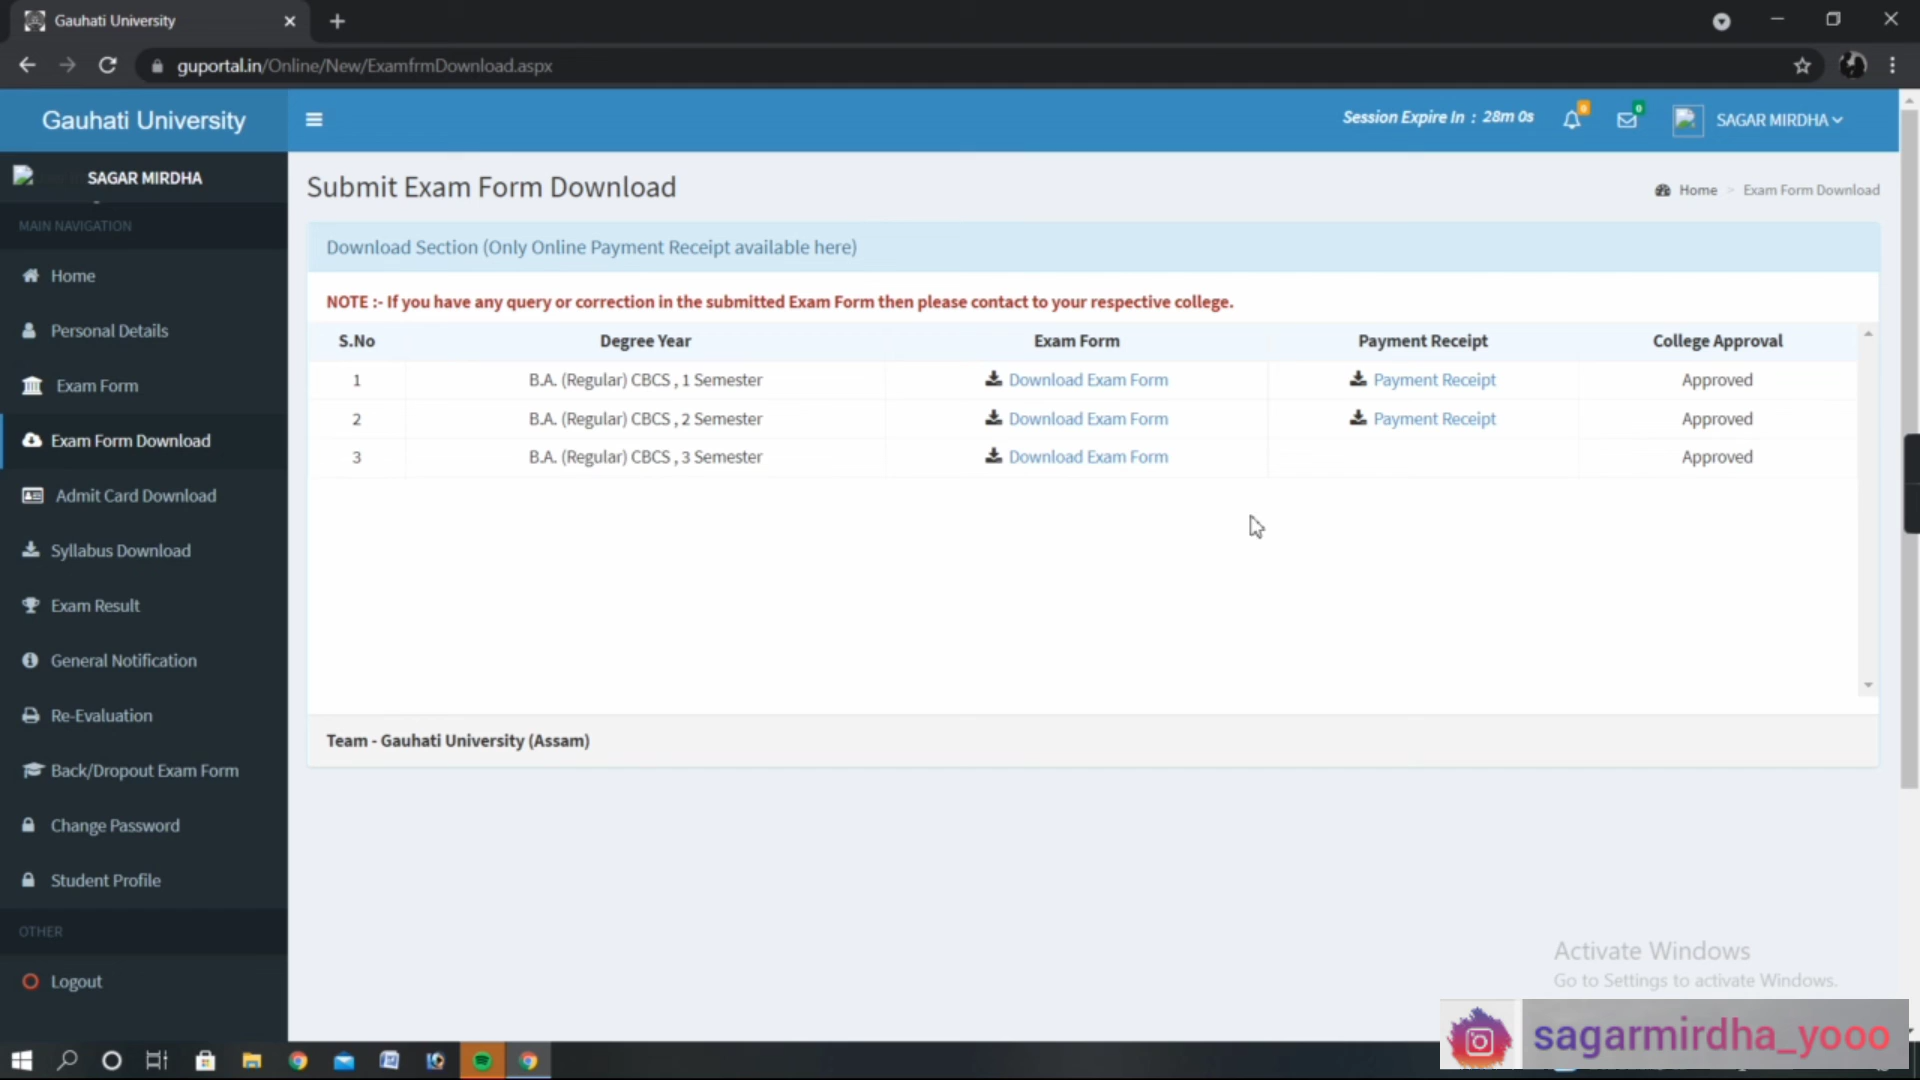 Gauhati University
guportal.in/Online/New/ExamfrmDownload.aspx
Gauhati University
Session Expire In : 28m 0s
0
0
SAGAR MIRDHA
SAGAR MIRDHA
MAIN NAVIGATION
Home
Personal Details
Exam Form
Exam Form Download
Admit Card Download
Syllabus Download
Exam Result
General Notification
Re-Evaluation
Back/Dropout Exam Form
Change Password
Student Profile
OTHER
Logout
Submit Exam Form Download
Home > Exam Form Download
Download Section (Only Online Payment Receipt available here)
NOTE :- If you have any query or correction in the submitted Exam Form then please contact to your respective college.
S.No Degree Year Exam Form Payment Receipt College Approval
1 B.A. (Regular) CBCS , 1 Semester Download Exam Form Payment Receipt Approved
2 B.A. (Regular) CBCS , 2 Semester Download Exam Form Payment Receipt Approved
3 B.A. (Regular) CBCS , 3 Semester Download Exam Form Approved
Team - Gauhati University (Assam)
Activate Windows
Go to Settings to activate Windows.
sagarmirdha_yooo